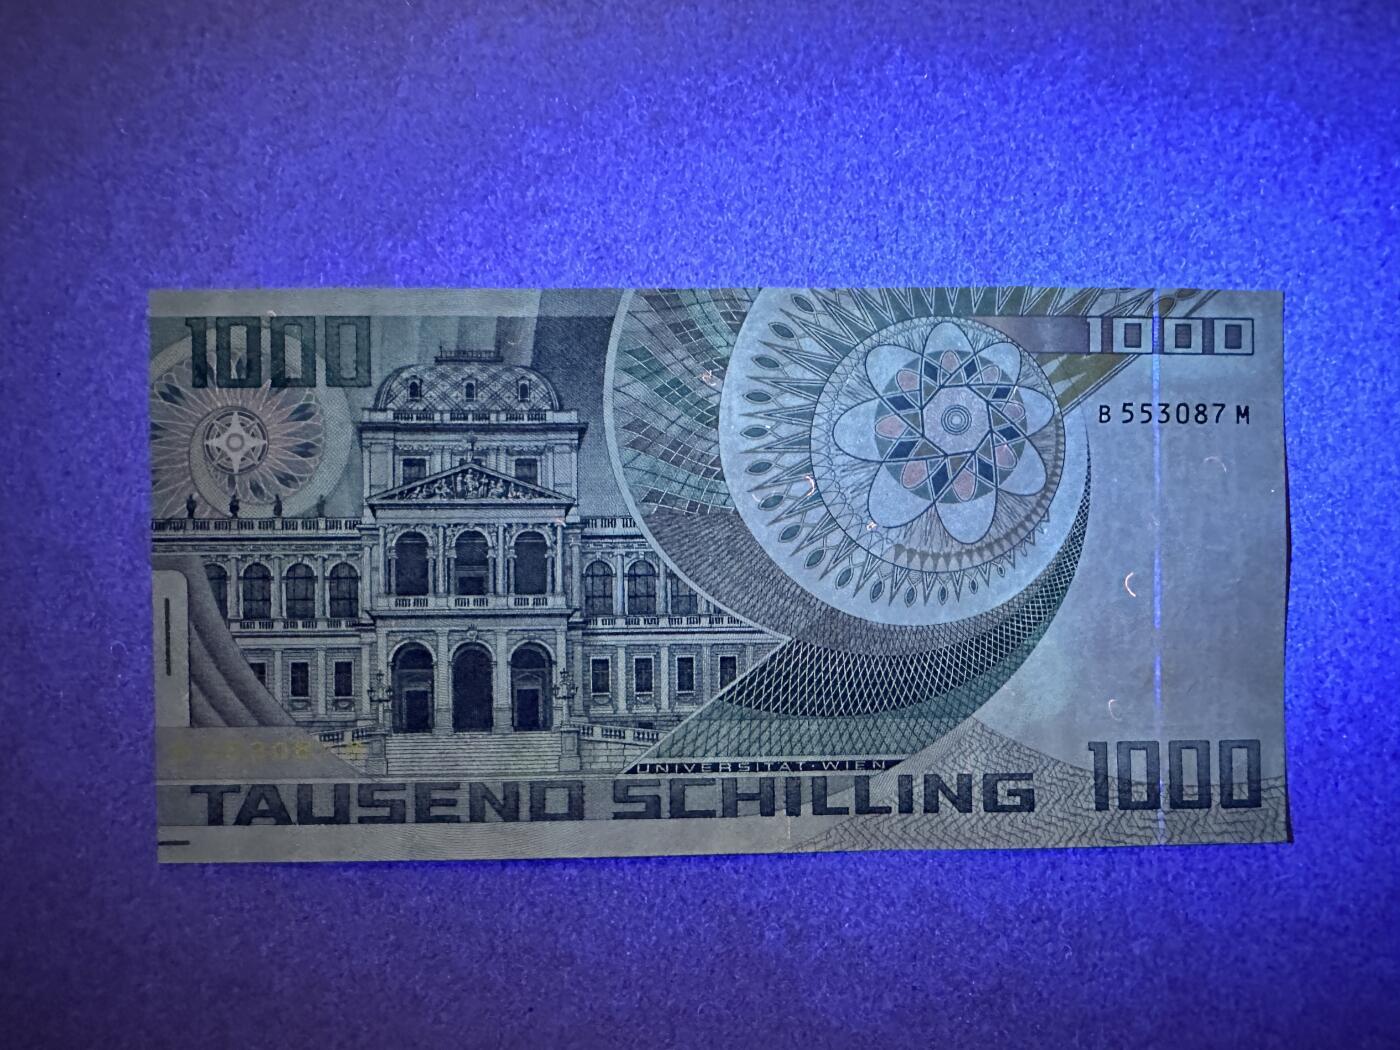 1000
1000
B 553087 M
UNIVERSITÄT·WIEN
TAUSEND SCHILLING
1000